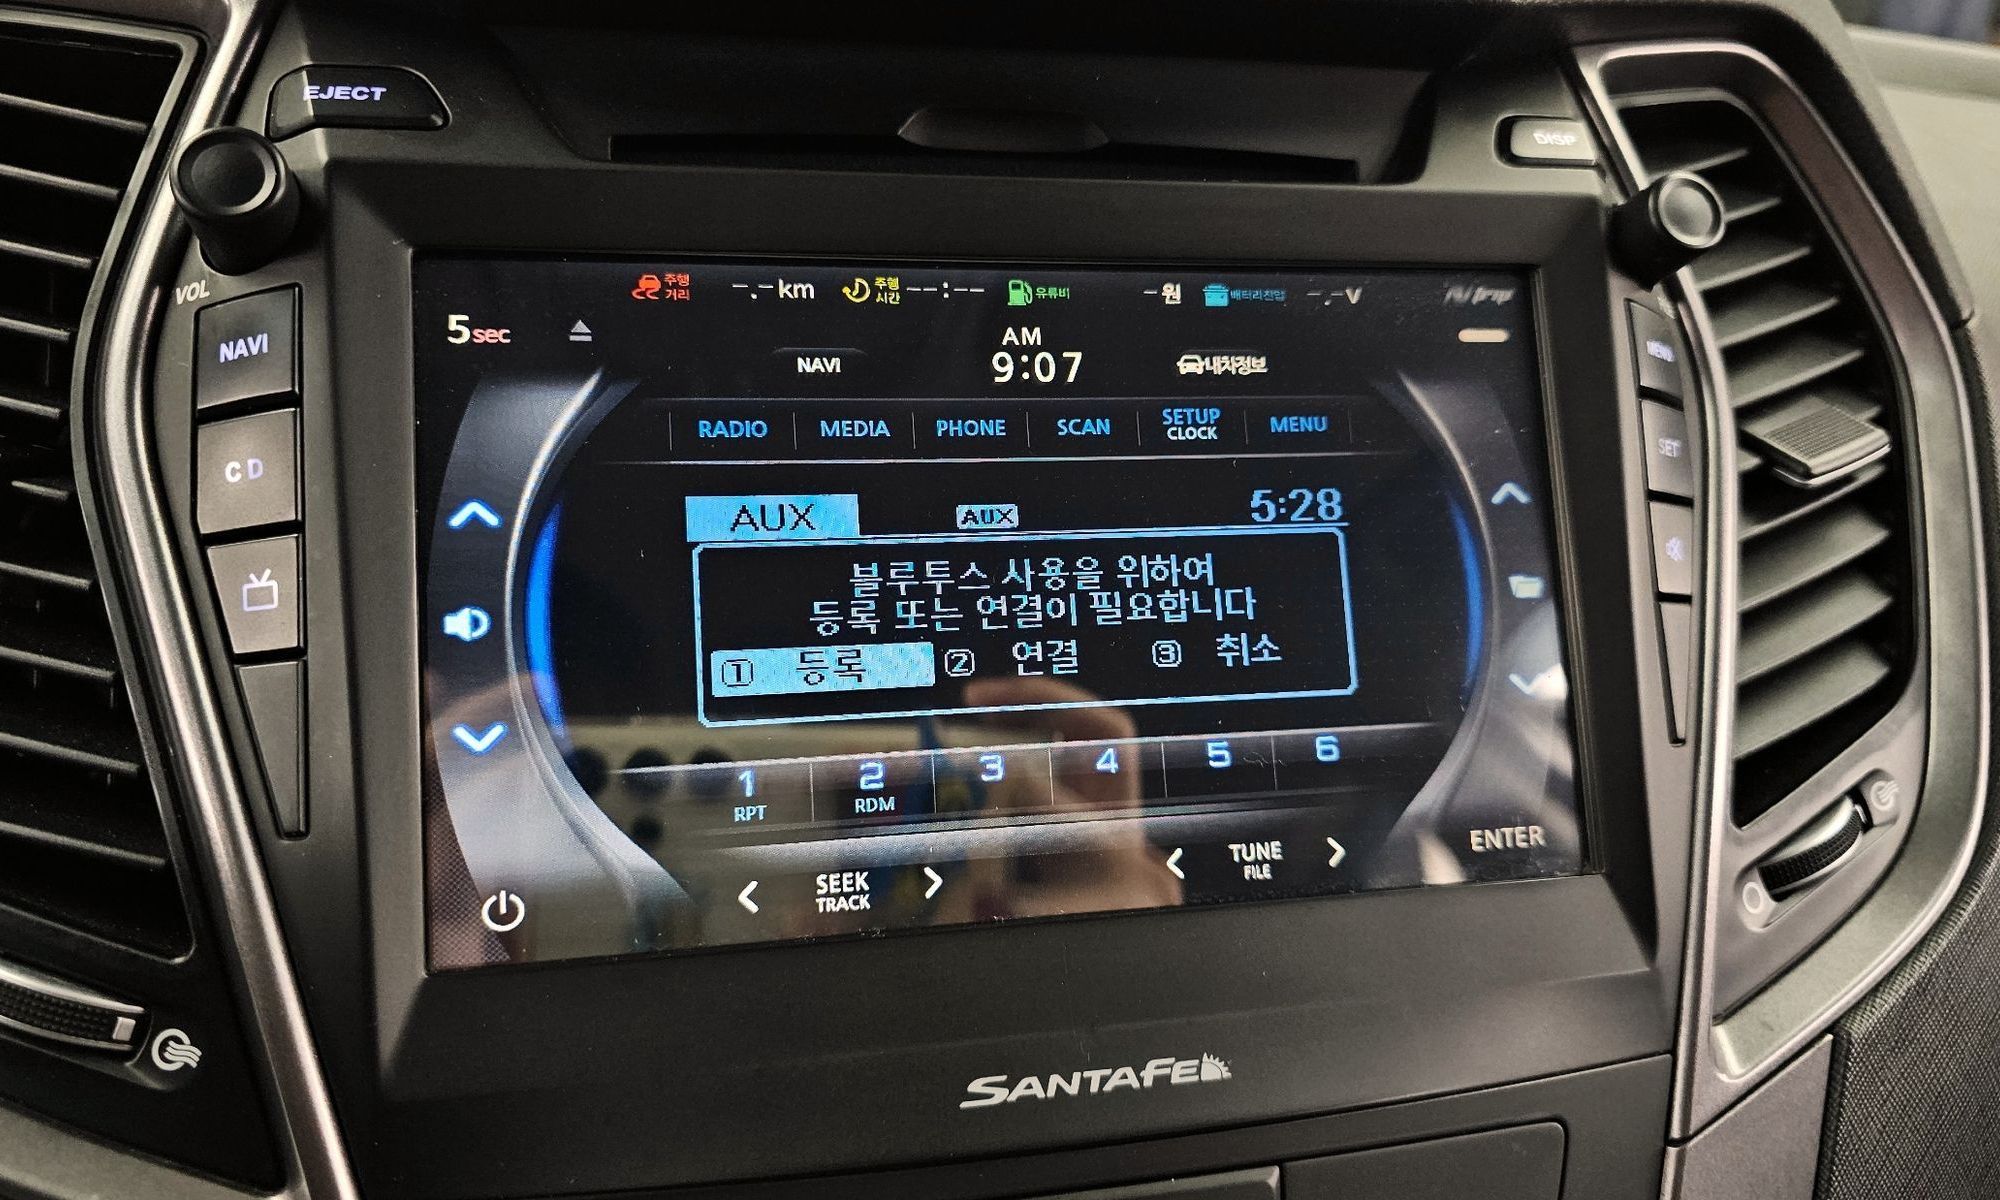 EJECT
DISP
VOL
NAVI
CD
주행
거리
-.-km
주행
시간
--:--
유류비
-원
배터리전압
-.-V
5sec
AM
9:07
NAVI
내차정보
MENU
SET
RADIO
MEDIA
PHONE
SCAN
SETUP
CLOCK
MENU
AUX
AUX
5:28
블루투스 사용을 위하여
등록 또는 연결이 필요합니다
① 등록 ② 연결 ③ 취소
1 2 3 4 5 6
RPT RDM
SEEK
TRACK
TUNE
FILE
ENTER
SANTAFE